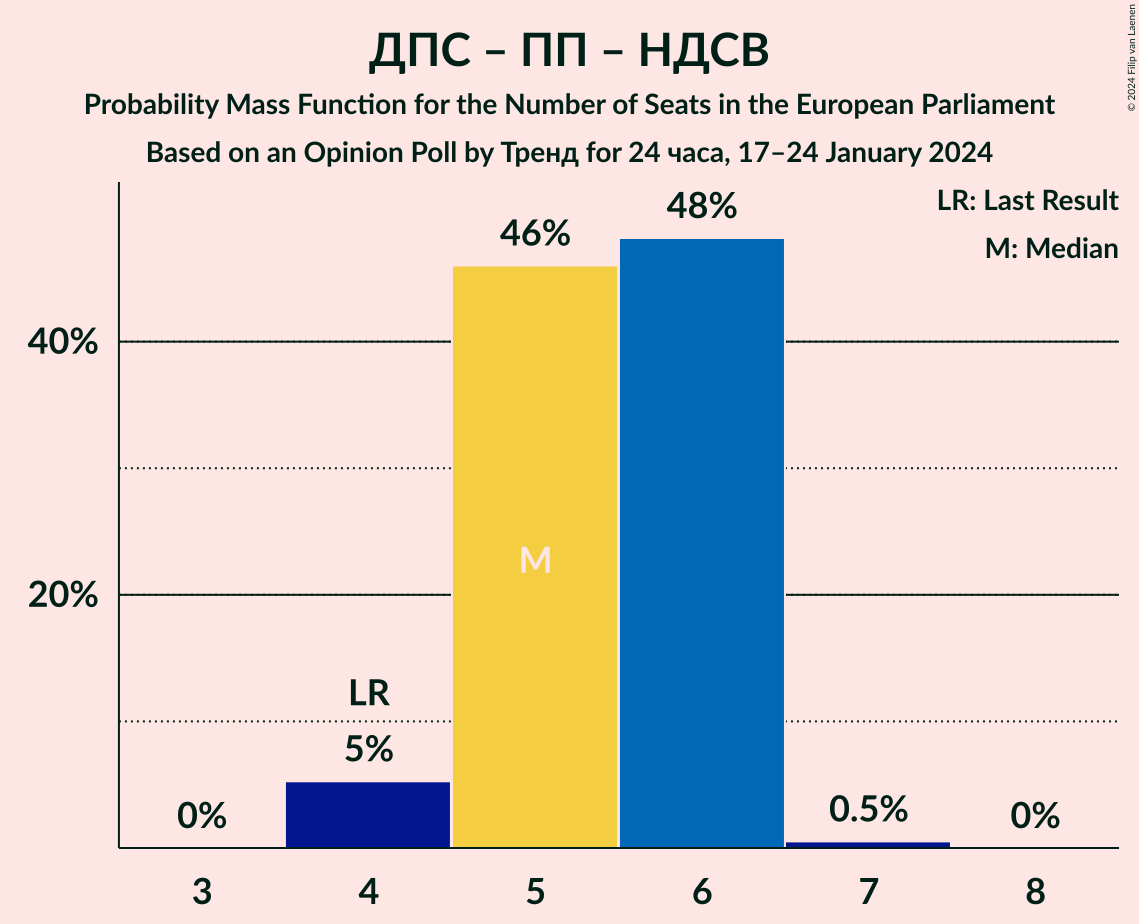 ДПС – ПП – НДСВ
Probability Mass Function for the Number of Seats in the European Parliament
Based on an Opinion Poll by Тренд for 24 часа, 17–24 January 2024
© 2024 Filip van Laenen
LR: Last Result
M: Median
40%
20%
0%
LR
5%
46%
M
48%
0.5%
0%
3 4 5 6 7 8